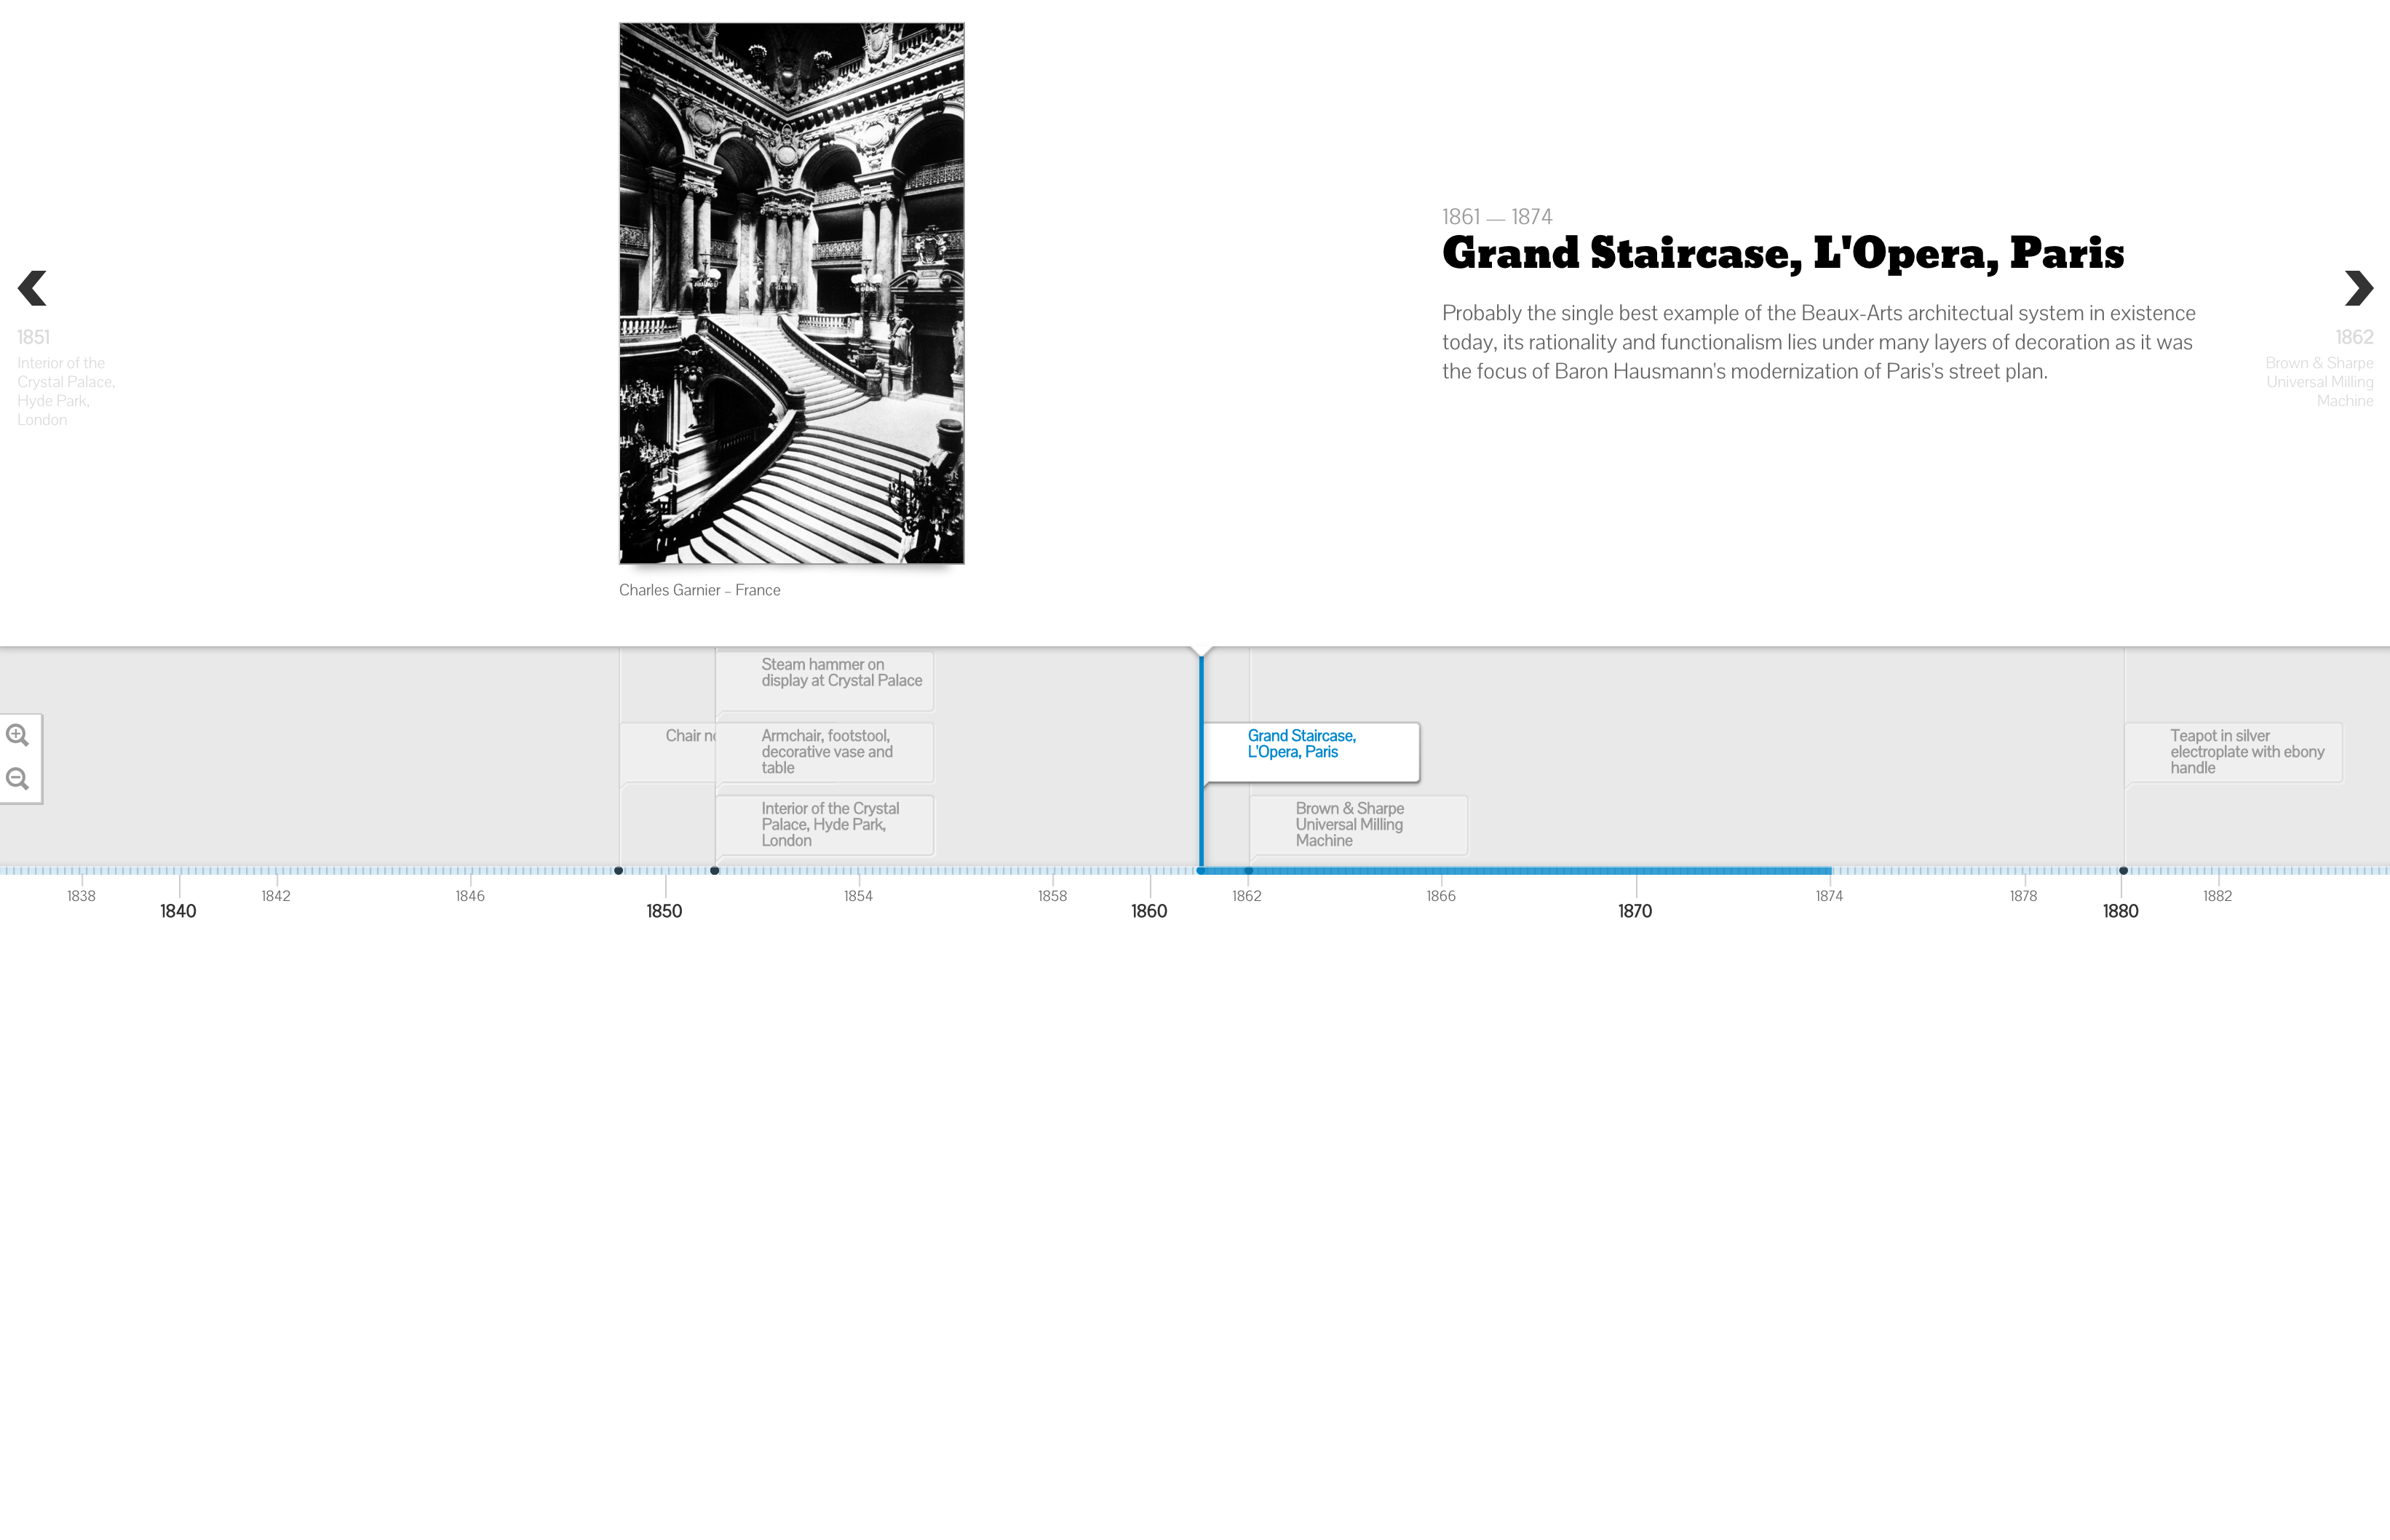 1861 — 1874
Grand Staircase, L'Opera, Paris
Probably the single best example of the Beaux-Arts architectual system in existence
today, its rationality and functionalism lies under many layers of decoration as it was
the focus of Baron Hausmann's modernization of Paris's street plan.
1851
Interior of the
Crystal Palace,
Hyde Park,
London
1862
Brown & Sharpe
Universal Milling
Machine
Charles Garnier – France
Steam hammer on
display at Crystal Palace
Chair
Armchair, footstool,
decorative vase and
table
Grand Staircase,
L'Opera, Paris
Teapot in silver
electroplate with ebony
handle
Interior of the Crystal
Palace, Hyde Park,
London
Brown & Sharpe
Universal Milling
Machine
1838 1842 1846 1854 1858 1862 1866 1874 1878 1882
1840 1850 1860 1870 1880